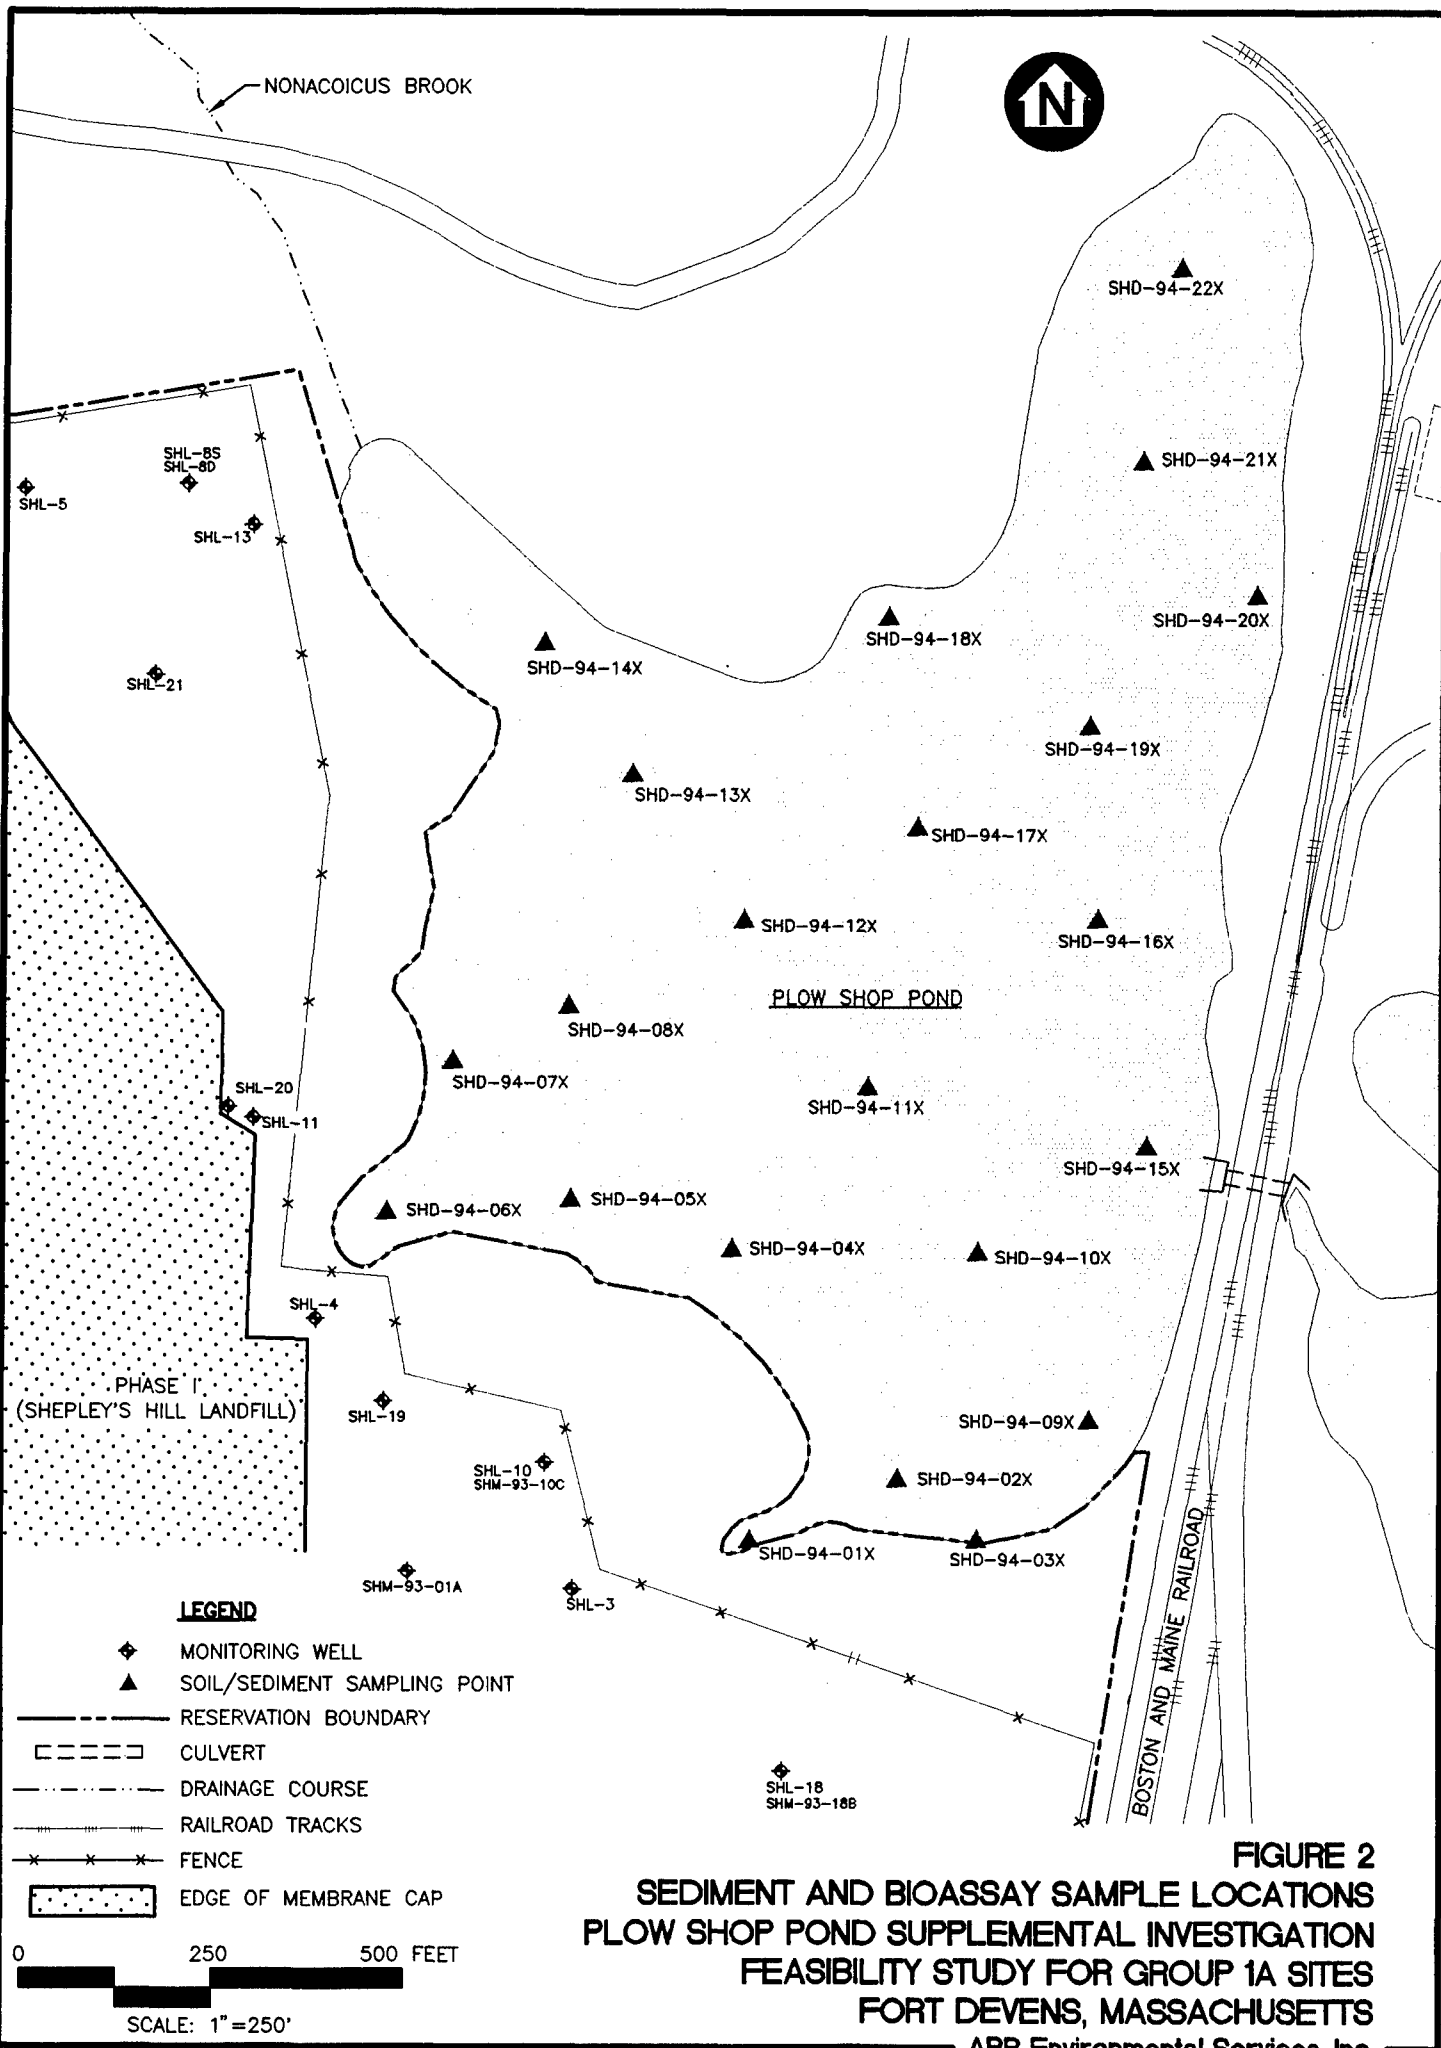 NONACOICUS BROOK
N
SHD-94-22X
SHL-8S
SHL-8D
SHL-5
SHL-13
SHD-94-21X
SHD-94-20X
SHD-94-18X
SHD-94-14X
SHL-21
SHD-94-19X
SHD-94-13X
SHD-94-17X
SHD-94-12X
SHD-94-16X
PLOW SHOP POND
SHD-94-08X
SHD-94-07X
SHL-20
SHL-11
SHD-94-11X
SHD-94-15X
SHD-94-05X
SHD-94-06X
SHD-94-04X
SHD-94-10X
SHL-4
PHASE I
(SHEPLEY'S HILL LANDFILL)
SHL-19
SHD-94-09X
SHL-10
SHM-93-10C
SHD-94-02X
SHD-94-01X
SHD-94-03X
SHM-93-01A
SHL-3
BOSTON AND MAINE RAILROAD
SHL-18
SHM-93-18B
LEGEND
MONITORING WELL
SOIL/SEDIMENT SAMPLING POINT
RESERVATION BOUNDARY
CULVERT
DRAINAGE COURSE
RAILROAD TRACKS
FENCE
EDGE OF MEMBRANE CAP
0 250 500 FEET
SCALE: 1"=250'
FIGURE 2
SEDIMENT AND BIOASSAY SAMPLE LOCATIONS
PLOW SHOP POND SUPPLEMENTAL INVESTIGATION
FEASIBILITY STUDY FOR GROUP 1A SITES
FORT DEVENS, MASSACHUSETTS
ABB Environmental Services, Inc.